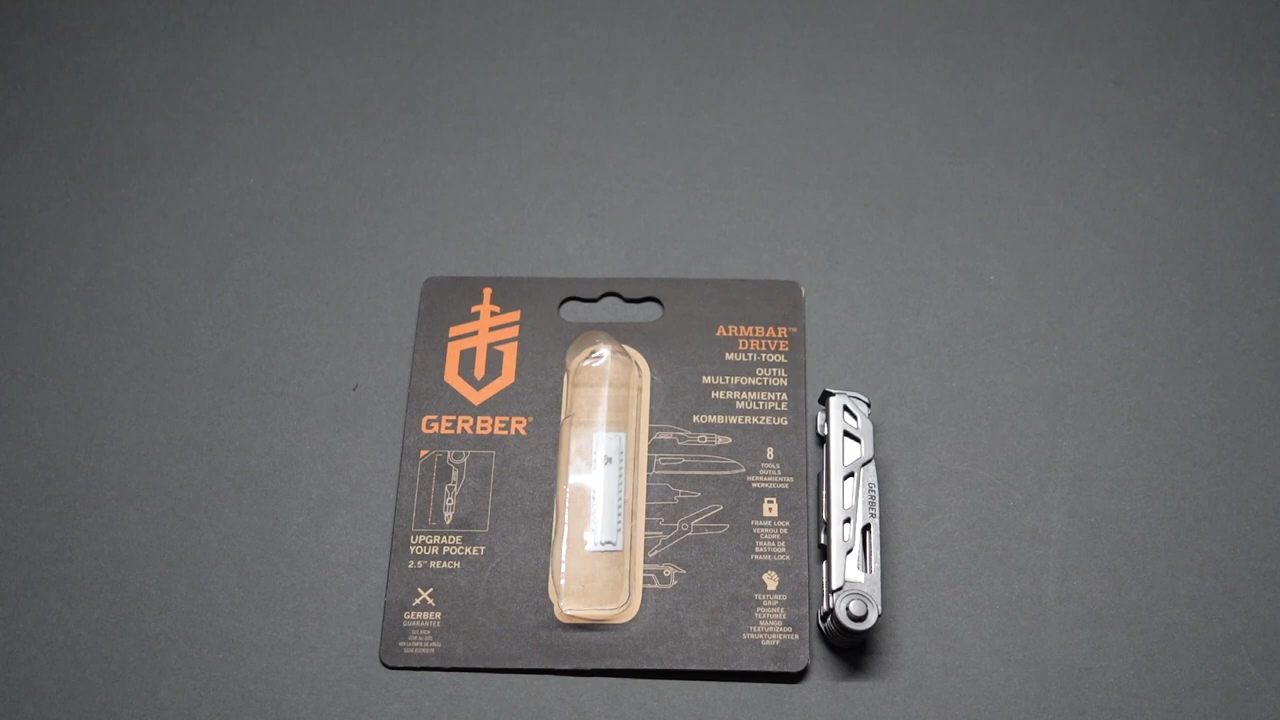 GERBER®
UPGRADE
YOUR POCKET
2.5" REACH
GERBER
GUARANTEE
ARMBAR™
DRIVE
MULTI-TOOL
OUTIL
MULTIFONCTION
HERRAMIENTA
MÚLTIPLE
KOMBIWERKZEUG
8
TOOLS
OUTILS
HERRAMIENTAS
WERKZEUGE
FRAME LOCK
VERROU DE
CADRE
TRABA DE
BASTIDOR
FRAME-LOCK
TEXTURED
GRIP
POIGNÉE
TEXTURÉE
MANGO
TEXTURIZADO
STRUKTURIERTER
GRIFF
GERBER